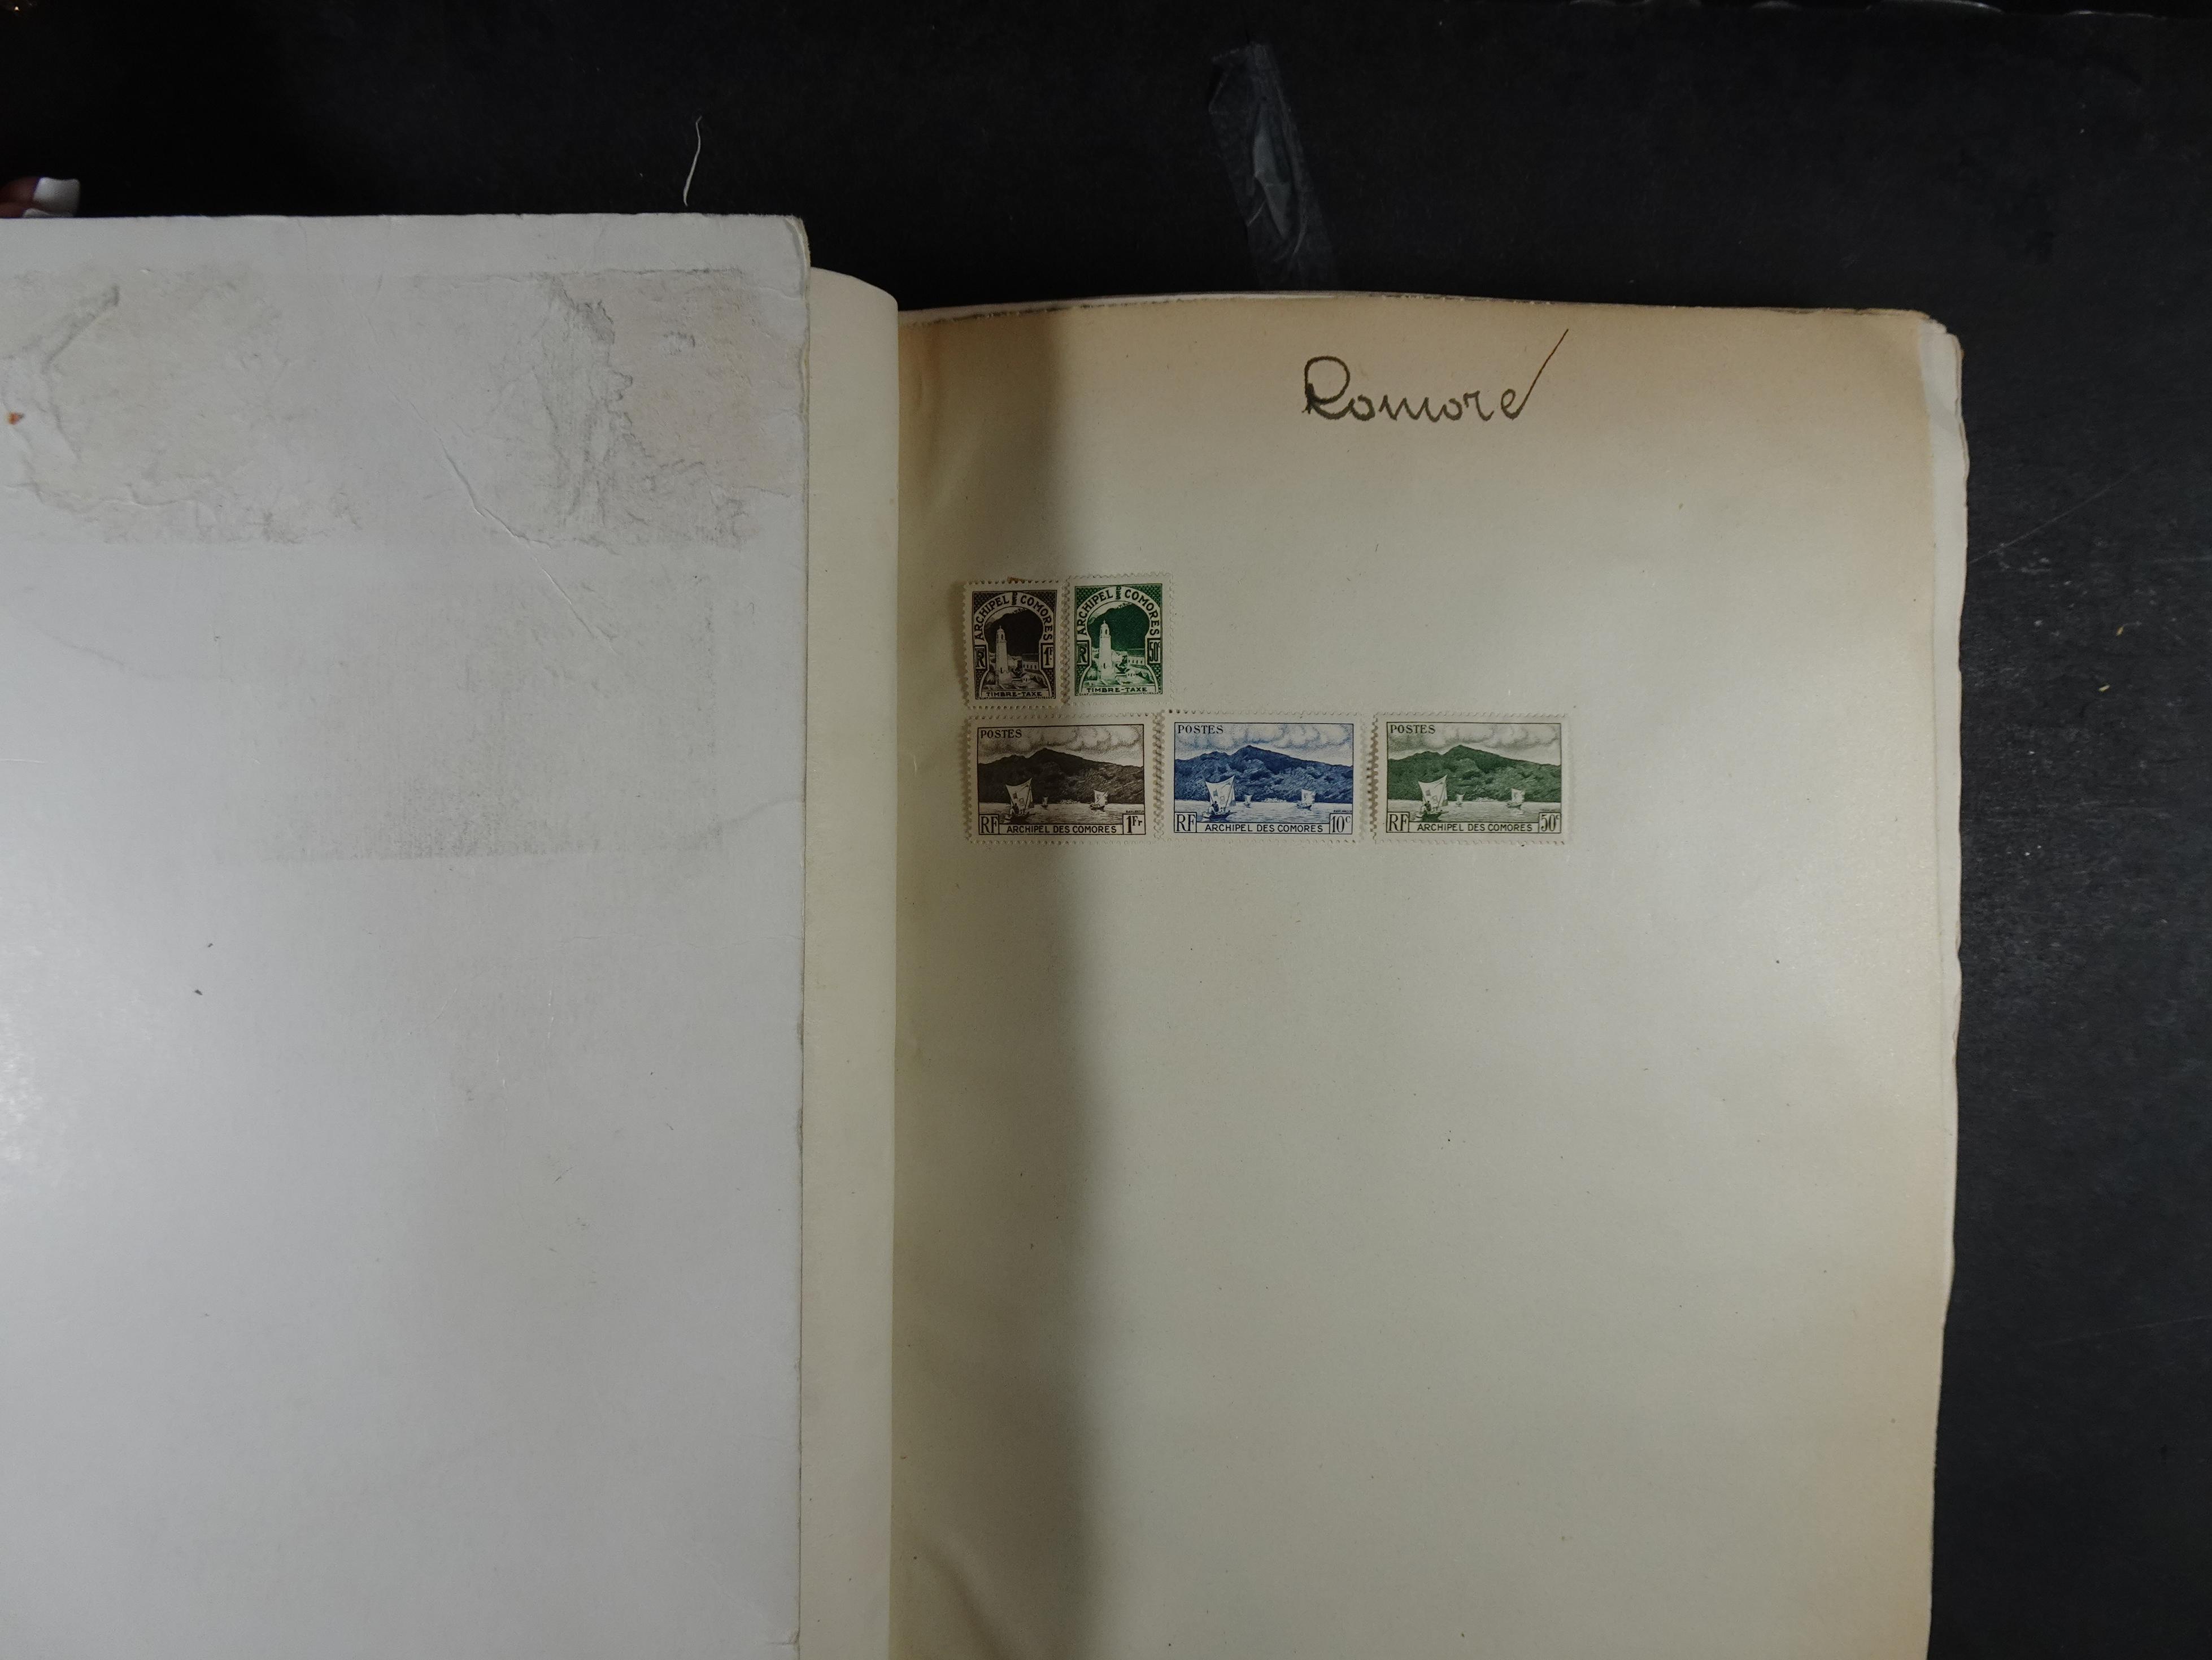 Komoré
ARCHIPEL COMORES
RF
1F
TIMBRE-TAXE
ARCHIPEL COMORES
RF
50c
TIMBRE-TAXE
POSTES
RF ARCHIPEL DES COMORES 1Fr
POSTES
RF ARCHIPEL DES COMORES 10c
POSTES
RF ARCHIPEL DES COMORES 50c